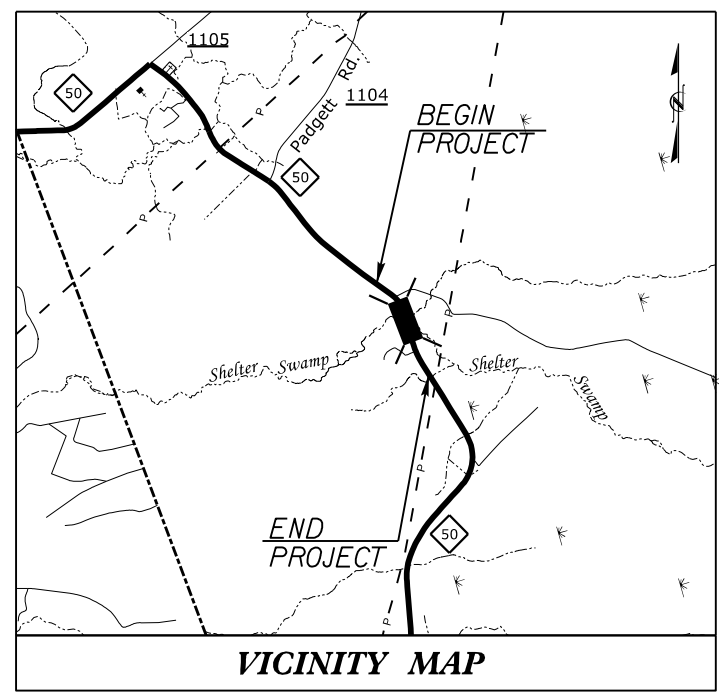 1105
50
Padgett Rd.
1104
P
BEGIN
PROJECT
50
P
N
P
Shelter Swamp
Shelter
Swamp
P
END
PROJECT
50
P
VICINITY MAP